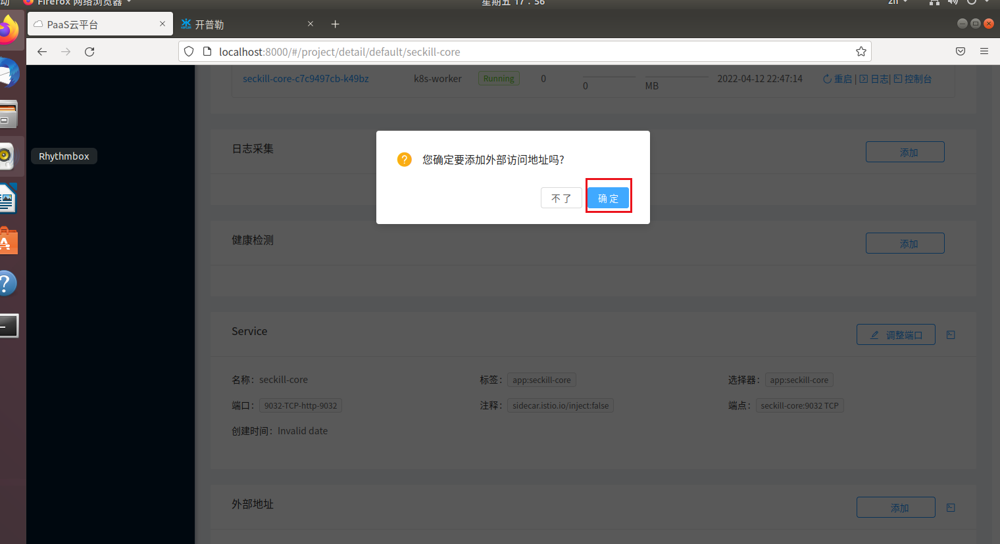 动 Firefox 网络浏览器 星期五 17：56 zh
PaaS云平台 开普勒
localhost:8000/#/project/detail/default/seckill-core
seckill-core-c7c9497cb-k49bz k8s-worker Running 0 0 MB 2022-04-12 22:47:14 重启 | 日志| 控制台
日志采集 添加
Rhythmbox
您确定要添加外部访问地址吗?
不 了 确 定
健康检测 添加
Service 调整端口
名称： seckill-core 标签： app:seckill-core 选择器： app:seckill-core
端口： 9032-TCP-http-9032 注释： sidecar.istio.io/inject:false 端点： seckill-core:9032 TCP
创建时间： Invalid date
外部地址 添加